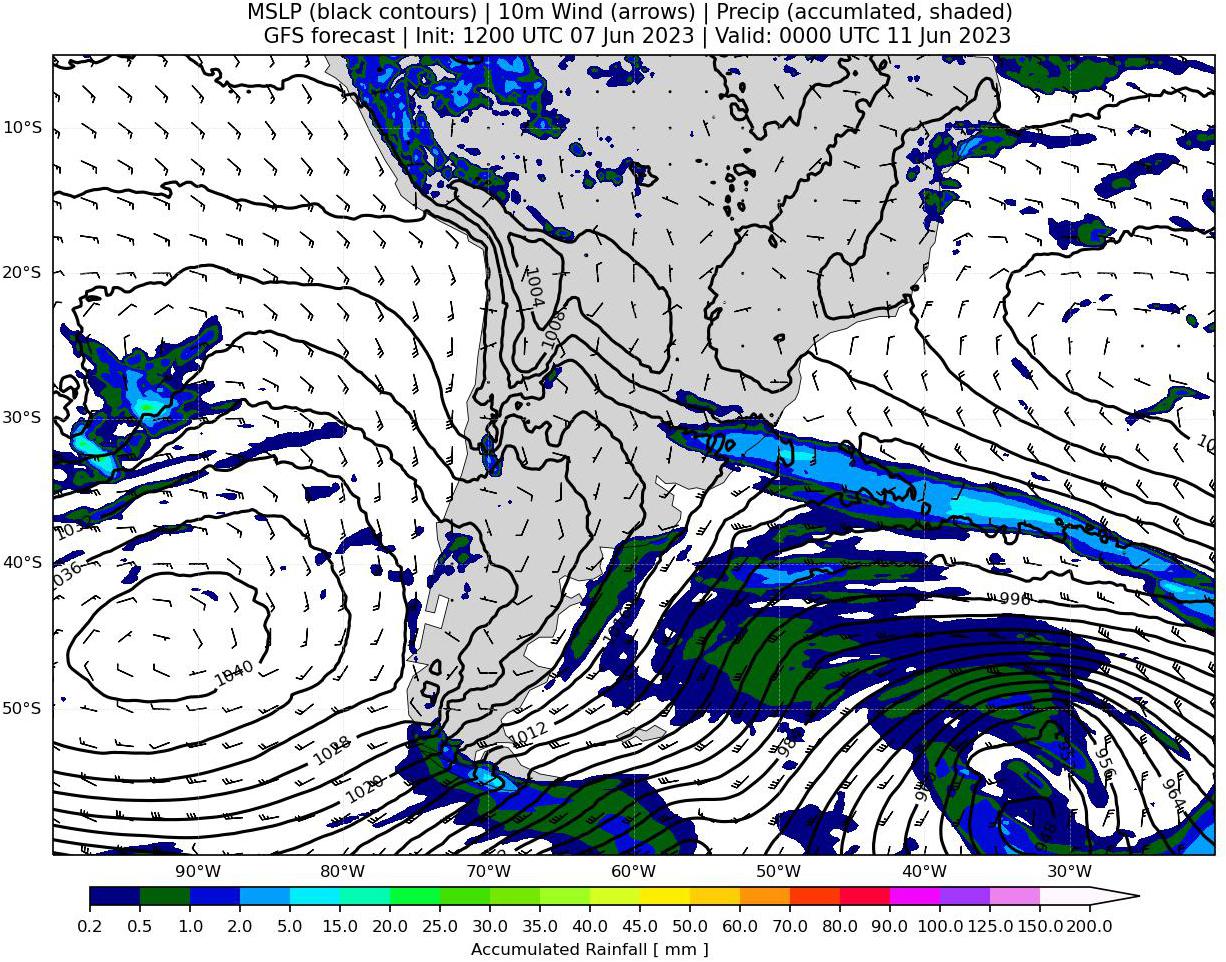 MSLP (black contours) | 10m Wind (arrows) | Precip (accumlated, shaded)
GFS forecast | Init: 1200 UTC 07 Jun 2023 | Valid: 0000 UTC 11 Jun 2023
10°S
20°S
30°S
40°S
50°S
1004
1008
1036
996
1040
1012
1028
1020
956
964
90°W
80°W
70°W
60°W
50°W
40°W
30°W
0.2 0.5 1.0 2.0 5.0 10.0 15.0 20.0 25.0 30.0 35.0 40.0 45.0 50.0 60.0 70.0 80.0 90.0 100.0 125.0 150.0 200.0
Accumulated Rainfall [ mm ]